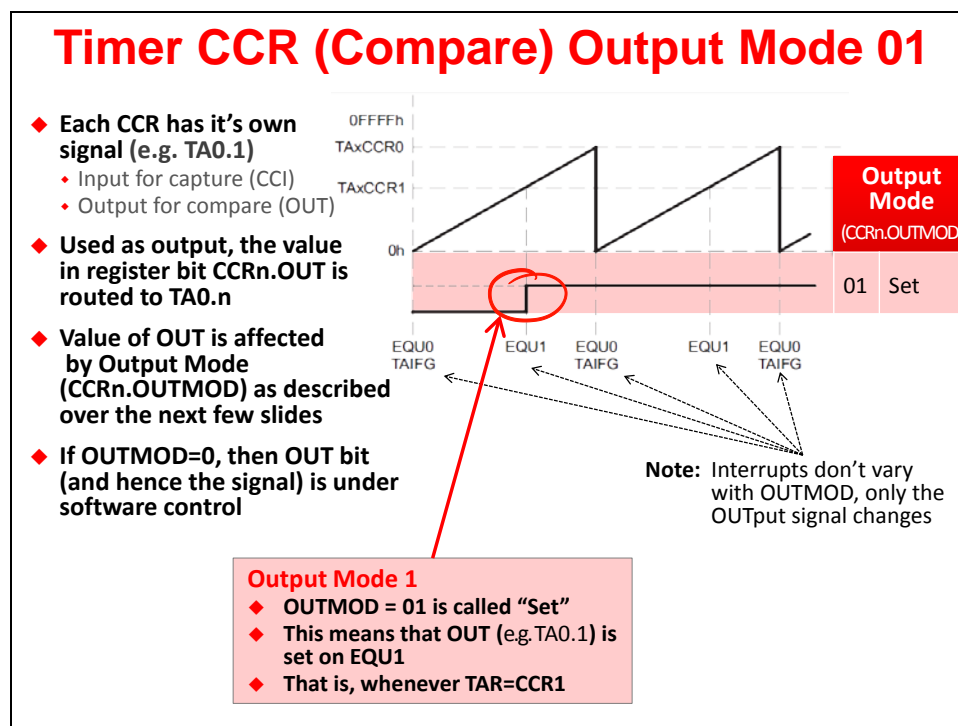 Timer CCR (Compare) Output Mode 01
◆ Each CCR has it's own
signal (e.g. TA0.1)
◆ Input for capture (CCI)
◆ Output for compare (OUT)
◆ Used as output, the value
in register bit CCRn.OUT is
routed to TA0.n
◆ Value of OUT is affected
by Output Mode
(CCRn.OUTMOD) as described
over the next few slides
◆ If OUTMOD=0, then OUT bit
(and hence the signal) is under
software control
0FFFFh
TAxCCR0
TAxCCR1
0h
Output
Mode
(CCRn.OUTMOD
01 Set
EQU0 EQU1 EQU0 EQU1 EQU0
TAIFG TAIFG TAIFG
Note: Interrupts don't vary
with OUTMOD, only the
OUTput signal changes
Output Mode 1
◆ OUTMOD = 01 is called “Set”
◆ This means that OUT (e.g. TA0.1) is
set on EQU1
◆ That is, whenever TAR=CCR1